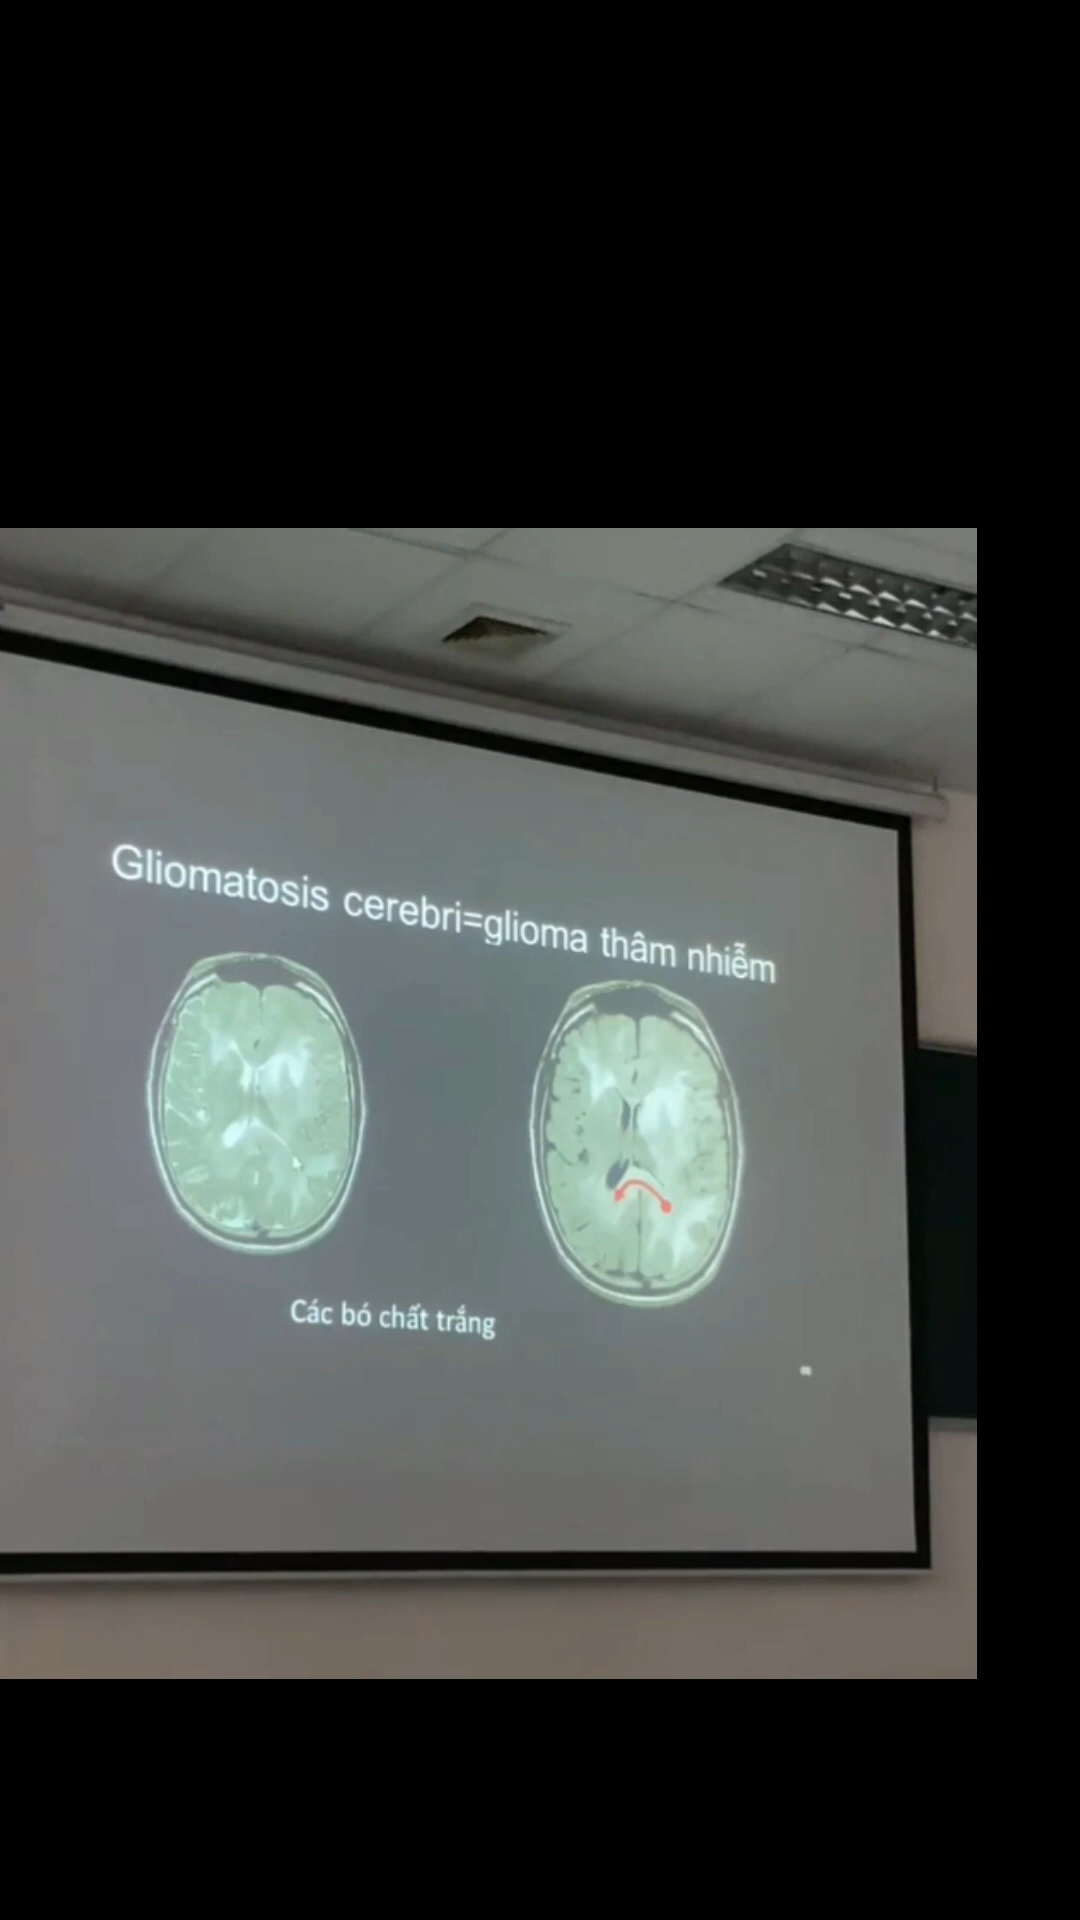 Gliomatosis cerebri=glioma thâm nhiễm
Các bó chất trắng